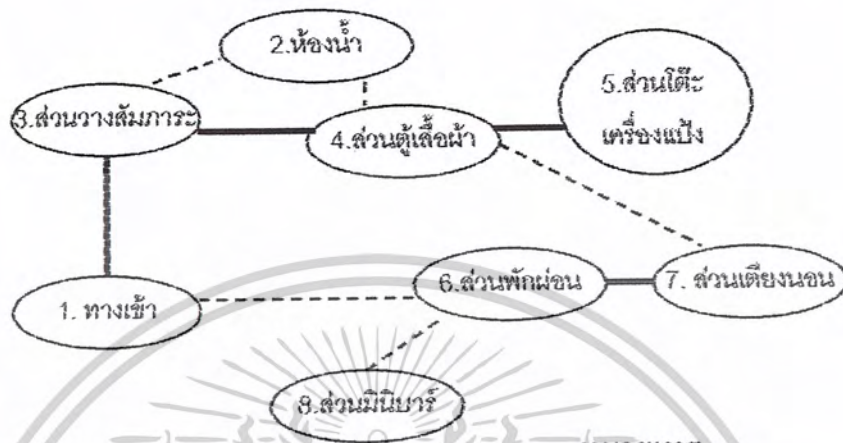 2.ห้องน้ำ
3.ส่วนวางสัมภาระ
4.ส่วนตู้เสื้อผ้า
5.ส่วนโต๊ะ
เครื่องแป้ง
1. ทางเข้า
6.ส่วนพักผ่อน
7. ส่วนเตียงนอน
8.ส่วนมินิบาร์